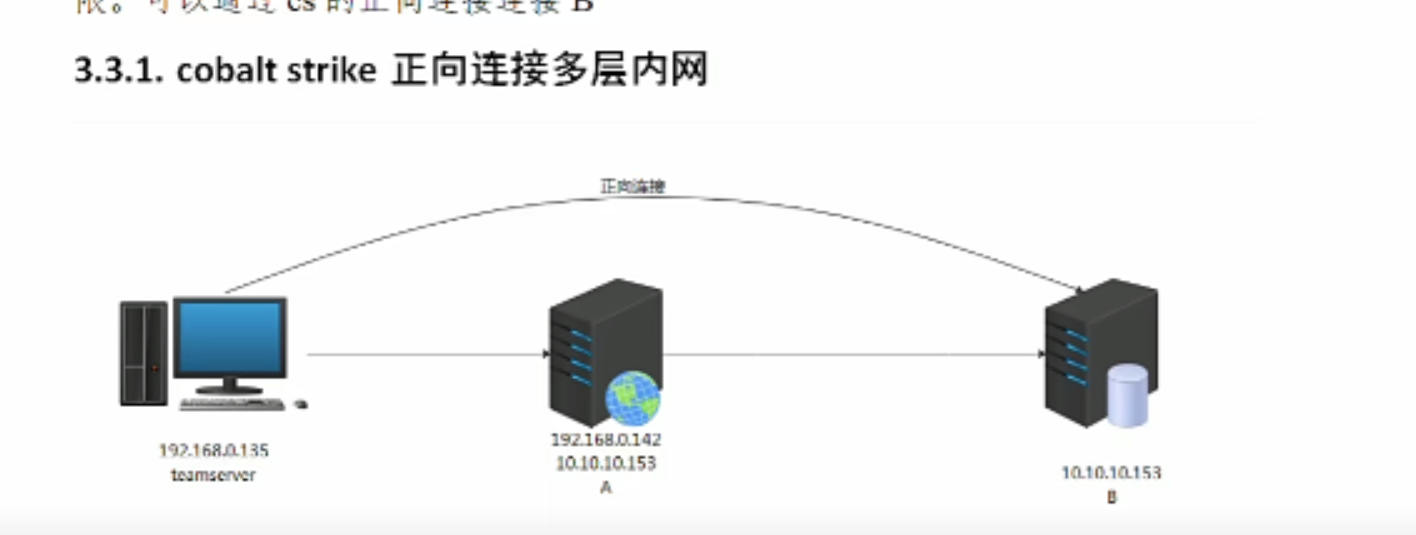 限。可以通过 cs 的正向连接连接 B
3.3.1. cobalt strike 正向连接多层内网
正向连接
192.168.0.135
teamserver
192.168.0.142
10.10.10.153
A
10.10.10.153
B